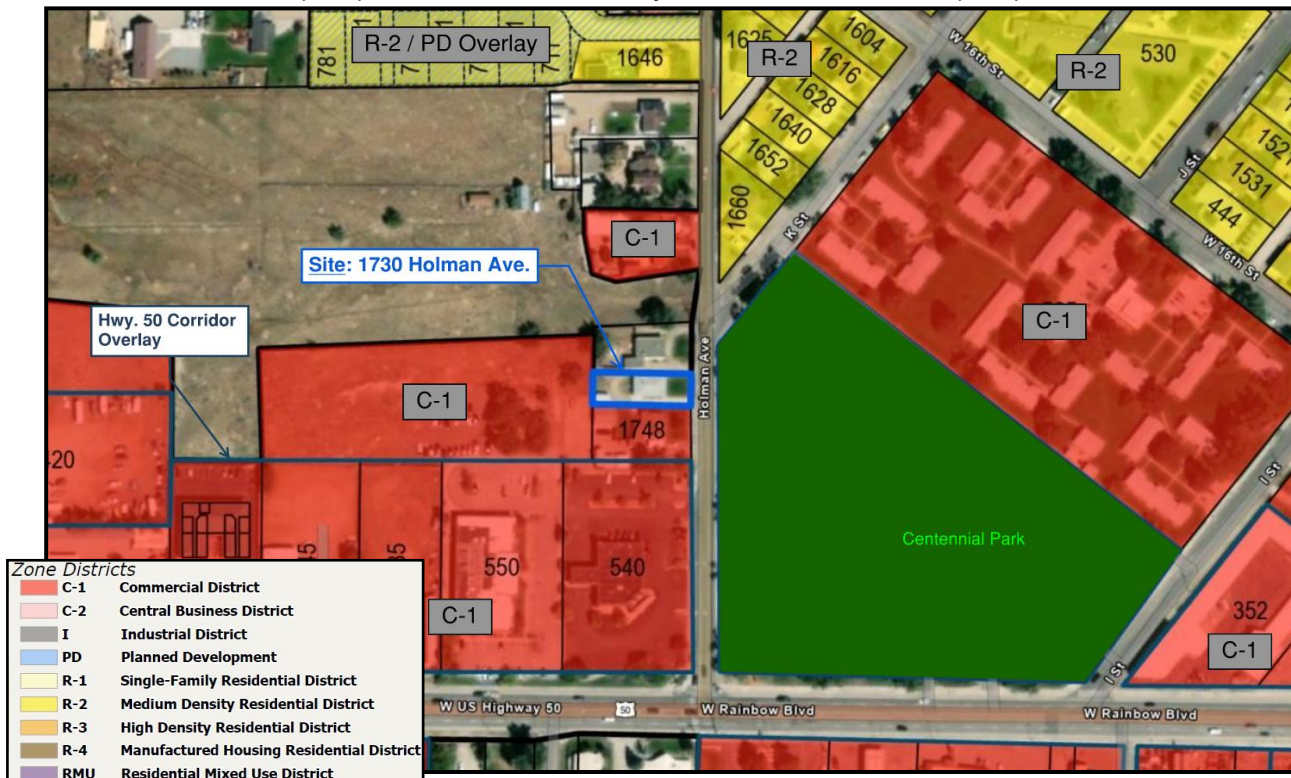 R-2 / PD Overlay
781
1646
1625
R-2
1604
1616
1628
1640
1652
1660
W 16th St
R-2
530
J St
1531
444
W 16th St
K St
C-1
Site: 1730 Holman Ave.
Hwy. 50 Corridor
Overlay
C-1
1748
Holman Ave
C-1
Centennial Park
I St
550
540
C-1
352
C-1
I St
W US Highway 50
50
W Rainbow Blvd
W Rainbow Blvd
Zone Districts
C-1 Commercial District
C-2 Central Business District
I Industrial District
PD Planned Development
R-1 Single-Family Residential District
R-2 Medium Density Residential District
R-3 High Density Residential District
R-4 Manufactured Housing Residential District
RMU Residential Mixed Use District